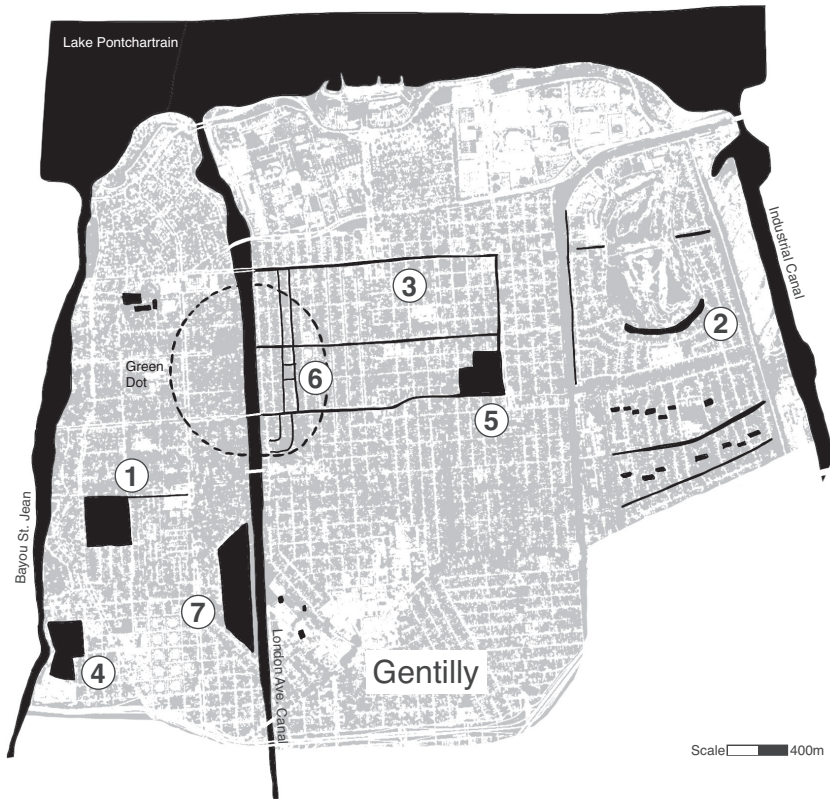 Lake Pontchartrain
Industrial Canal
3
2
Green
Dot
6
5
1
Bayou St. Jean
7
London Ave. Canal
4
Gentilly
Scale 400m